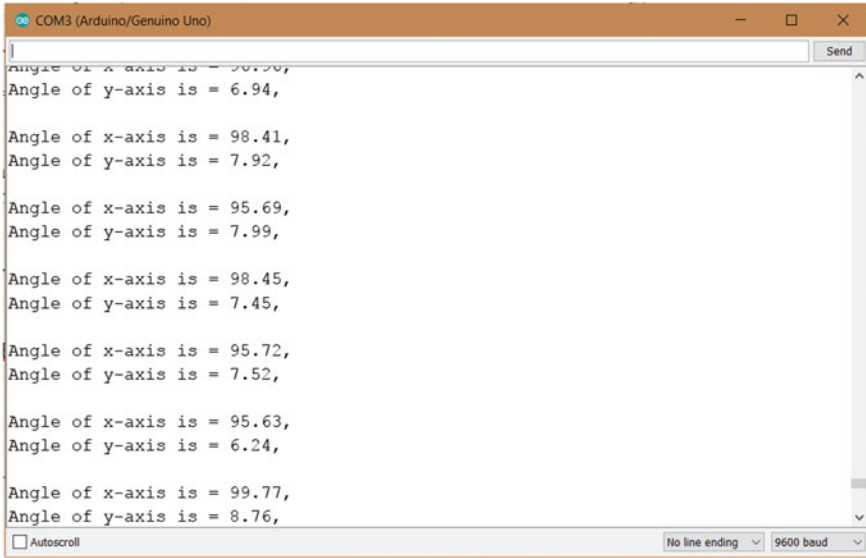 COM3 (Arduino/Genuino Uno)
Send
Angle of x-axis is =
Angle of y-axis is = 6.94,
Angle of x-axis is = 98.41,
Angle of y-axis is = 7.92,
Angle of x-axis is = 95.69,
Angle of y-axis is = 7.99,
Angle of x-axis is = 98.45,
Angle of y-axis is = 7.45,
Angle of x-axis is = 95.72,
Angle of y-axis is = 7.52,
Angle of x-axis is = 95.63,
Angle of y-axis is = 6.24,
Angle of x-axis is = 99.77,
Angle of y-axis is = 8.76,
Autoscroll No line ending 9600 baud